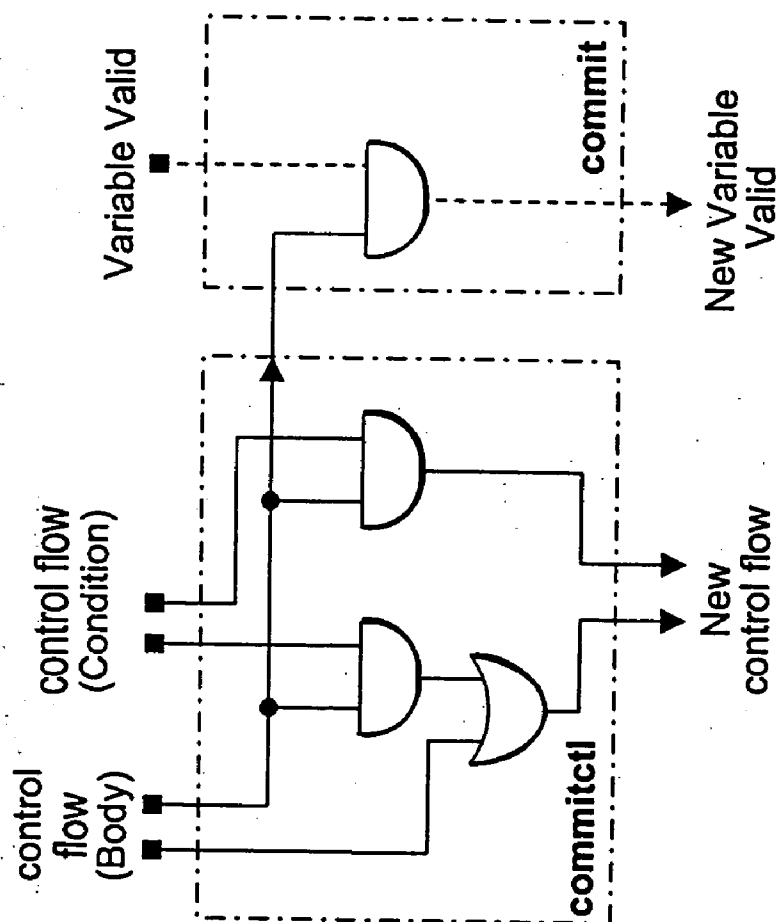 control
flow
(Body)
control flow
(Condition)
Variable Valid
commitctl
commit
New
control flow
New Variable
Valid